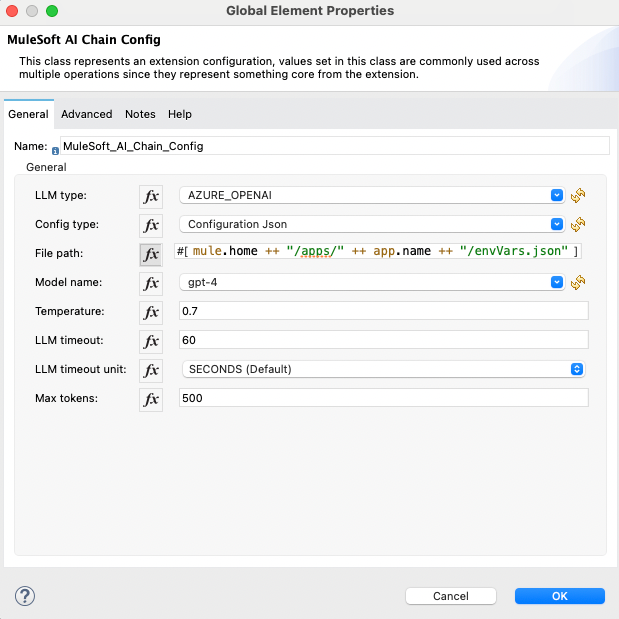 Global Element Properties
MuleSoft AI Chain Config
This class represents an extension configuration, values set in this class are commonly used across
multiple operations since they represent something core from the extension.
General Advanced Notes Help
Name: MuleSoft_AI_Chain_Config
General
LLM type: fx AZURE_OPENAI
Config type: fx Configuration Json
File path: fx #[ mule.home ++ "/apps/" ++ app.name ++ "/envVars.json" ]
Model name: fx gpt-4
Temperature: fx 0.7
LLM timeout: fx 60
LLM timeout unit: fx SECONDS (Default)
Max tokens: fx 500
? Cancel OK